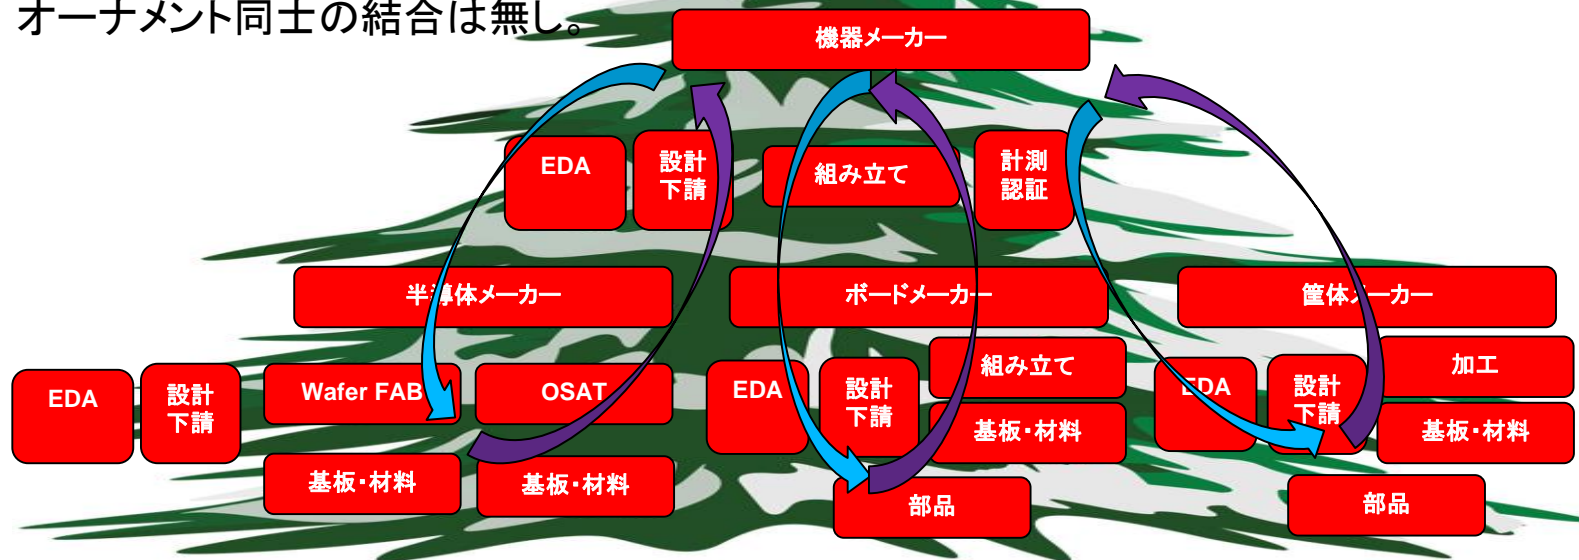 オーナメント同士の結合は無し。
機器メーカー
EDA
設計
下請
組み立て
計測
認証
半導体メーカー
ボードメーカー
筐体メーカー
EDA
設計
下請
Wafer FAB
OSAT
基板・材料
基板・材料
EDA
設計
下請
組み立て
基板・材料
部品
EDA
設計
下請
加工
基板・材料
部品